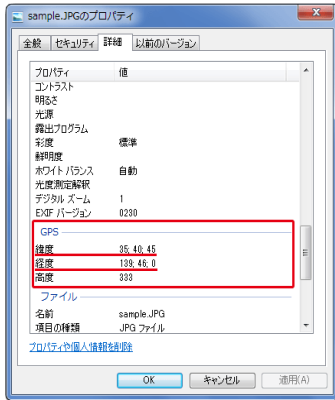 sample.JPGのプロパティ
全般 セキュリティ 詳細 以前のバージョン
プロパティ 値
コントラスト
明るさ
光源
露出プログラム
彩度 標準
鮮明度
ホワイト バランス 自動
光度測定解釈
デジタル ズーム 1
EXIF バージョン 0230
GPS
緯度 35; 40; 45
経度 139; 46; 0
高度 333
ファイル
名前 sample.JPG
項目の種類 JPG ファイル
プロパティや個人情報を削除
OK キャンセル 適用(A)